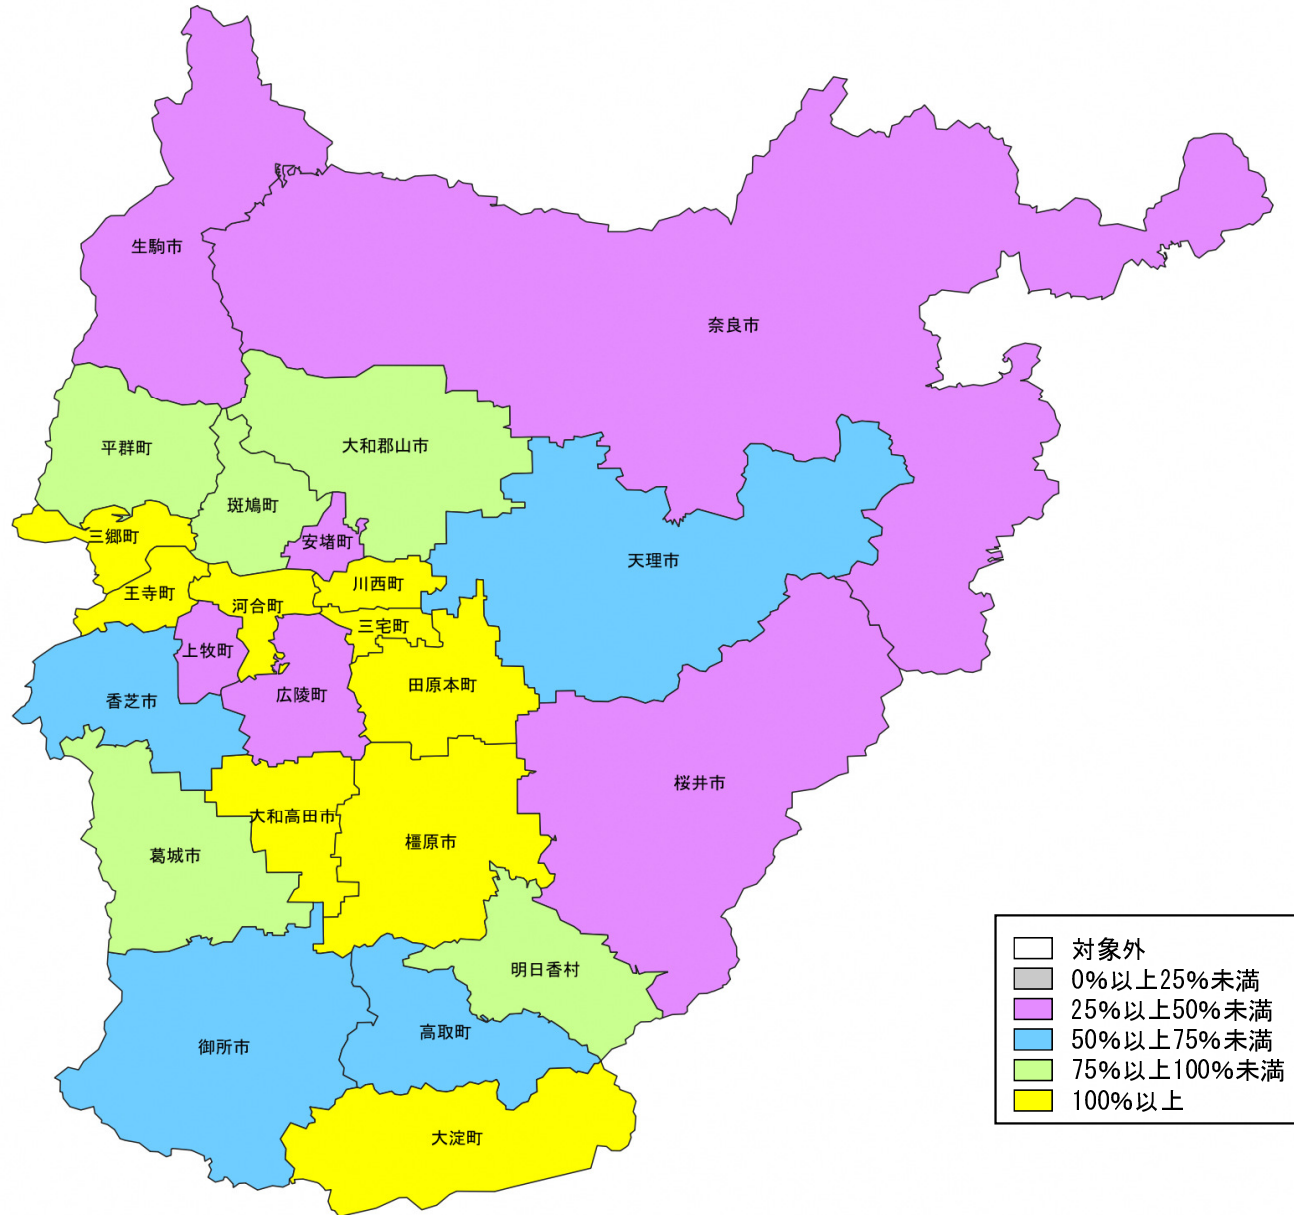 生駒市
奈良市
平群町
大和郡山市
斑鳩町
三郷町
安堵町
天理市
王寺町
河合町
川西町
三宅町
上牧町
田原本町
香芝市
広陵町
桜井市
大和高田市
橿原市
葛城市
明日香村
高取町
御所市
大淀町
対象外
0%以上25%未満
25%以上50%未満
50%以上75%未満
75%以上100%未満
100%以上